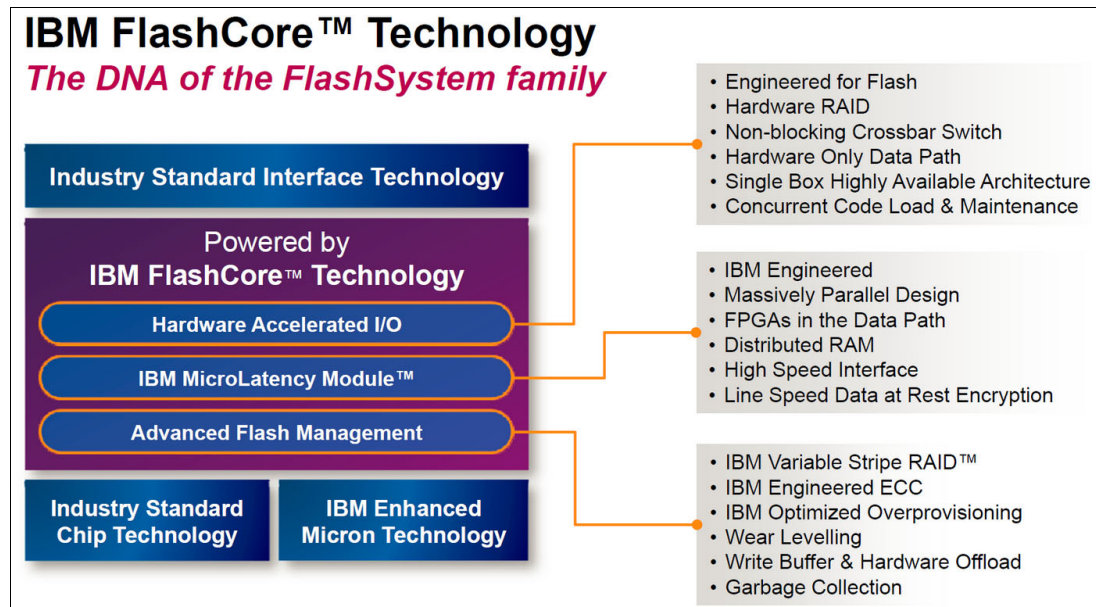 IBM FlashCore™ Technology
The DNA of the FlashSystem family
Industry Standard Interface Technology
Powered by
IBM FlashCore™ Technology
Hardware Accelerated I/O
IBM MicroLatency Module™
Advanced Flash Management
Industry Standard
Chip Technology
IBM Enhanced
Micron Technology
• Engineered for Flash
• Hardware RAID
• Non-blocking Crossbar Switch
• Hardware Only Data Path
• Single Box Highly Available Architecture
• Concurrent Code Load & Maintenance
• IBM Engineered
• Massively Parallel Design
• FPGAs in the Data Path
• Distributed RAM
• High Speed Interface
• Line Speed Data at Rest Encryption
• IBM Variable Stripe RAID™
• IBM Engineered ECC
• IBM Optimized Overprovisioning
• Wear Levelling
• Write Buffer & Hardware Offload
• Garbage Collection